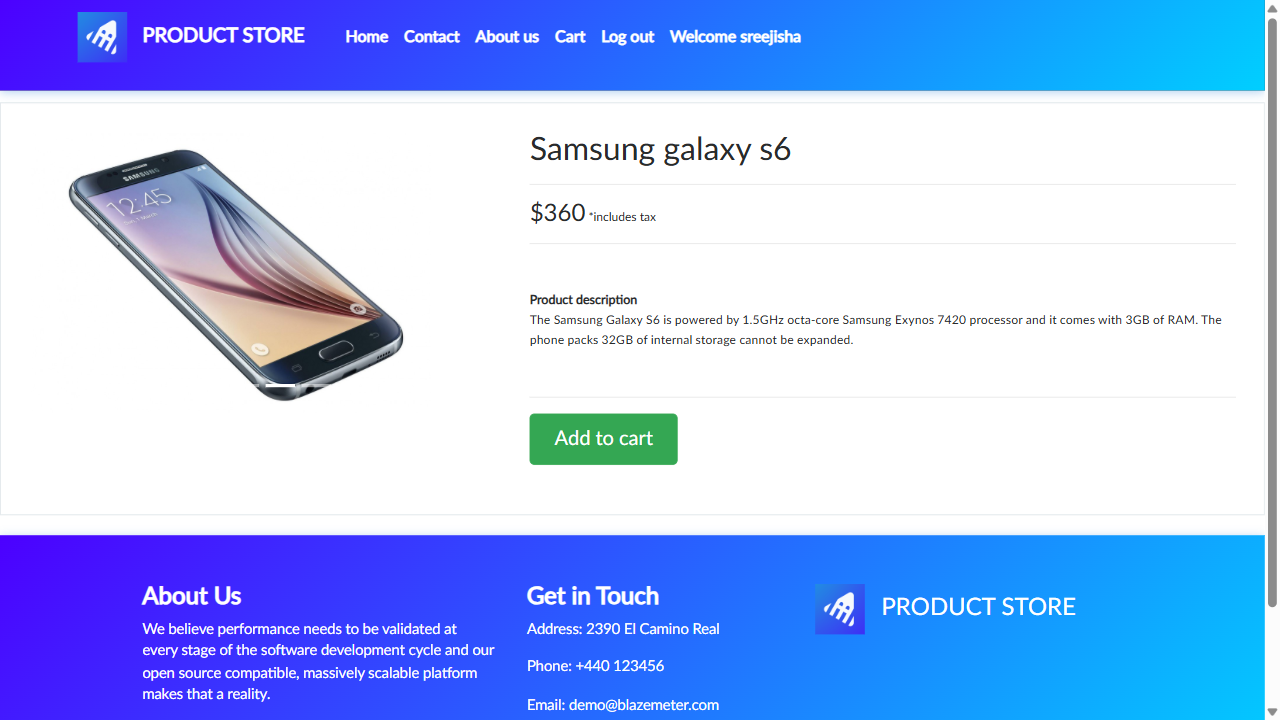 PRODUCT STORE
Home Contact About us Cart Log out Welcome sreejisha
SAMSUNG
12:45
Samsung galaxy s6
$360 *includes tax
Product description
The Samsung Galaxy S6 is powered by 1.5GHz octa-core Samsung Exynos 7420 processor and it comes with 3GB of RAM. The
phone packs 32GB of internal storage cannot be expanded.
Add to cart
About Us
We believe performance needs to be validated at
every stage of the software development cycle and our
open source compatible, massively scalable platform
makes that a reality.
Get in Touch
Address: 2390 El Camino Real
Phone: +440 123456
Email: demo@blazemeter.com
PRODUCT STORE